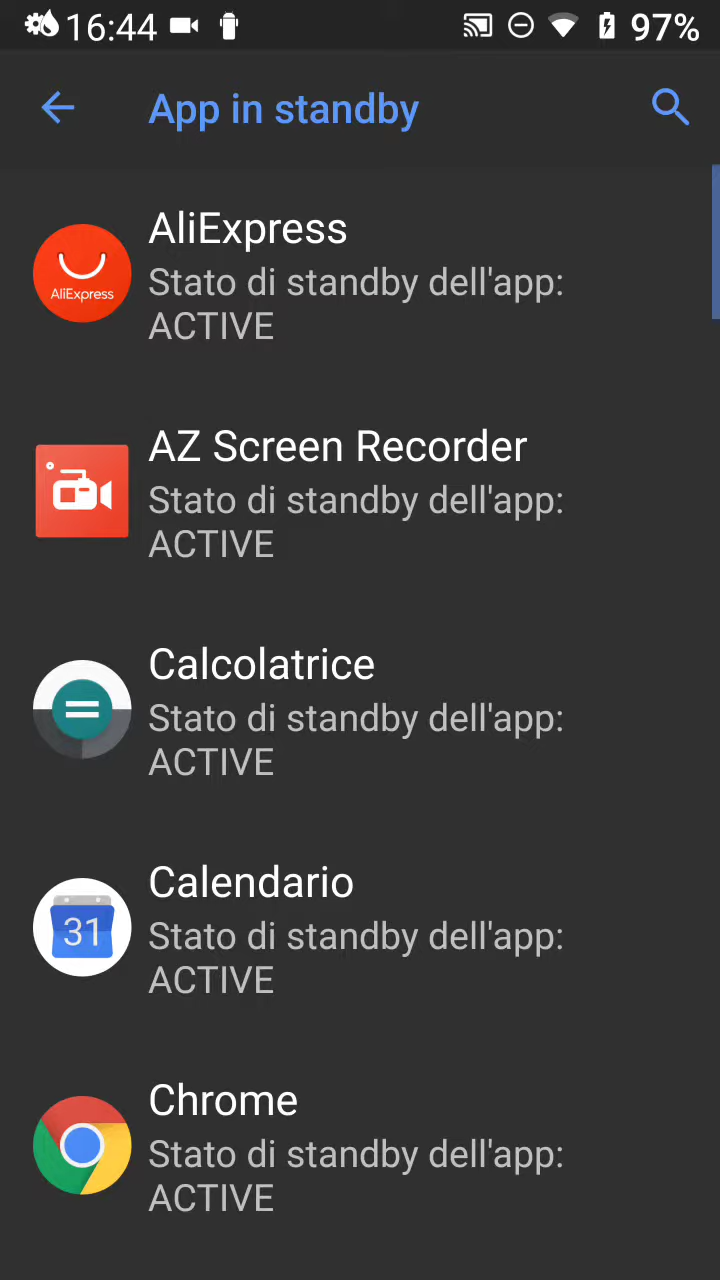 16:44 97%
App in standby
AliExpress
AliExpress
Stato di standby dell'app:
ACTIVE
AZ Screen Recorder
Stato di standby dell'app:
ACTIVE
Calcolatrice
Stato di standby dell'app:
ACTIVE
Calendario
31
Stato di standby dell'app:
ACTIVE
Chrome
Stato di standby dell'app:
ACTIVE